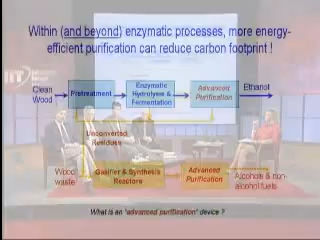 Within (and beyond) enzymatic processes, more energy-
efficient purification can reduce carbon footprint !
Clean
Wood
Pretreatment
Enzymatic
Hydrolysis &
Fermentation
Advanced
Purification
Ethanol
Unconverted
Residues
Wood
waste
Gasifier & Synthesis
Reactors
Advanced
Purification
Alcohols & non-
alcohol fuels
What is an "advanced purification" device ?